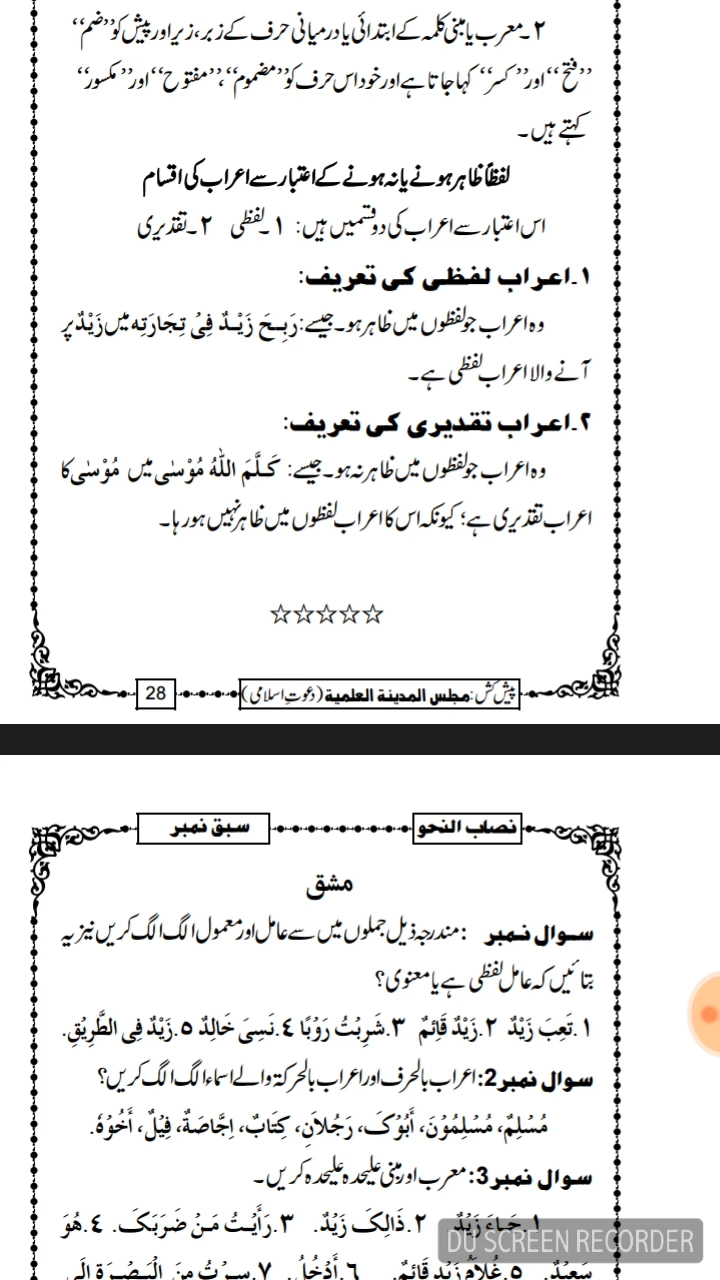 ۲۔معرب یا مبنی کلمہ کے ابتدائی یا درمیانی حرف کے زبر، زیر اور پیش کو ’’ضم‘‘
’’فتح‘‘ اور ’’کسر‘‘ کہا جاتا ہے اور خود اس حرف کو ’’مضموم‘‘، ’’مفتوح‘‘ اور ’’مکسور‘‘
کہتے ہیں۔
لفظاً ظاہر ہونے یا نہ ہونے کے اعتبار سے اعراب کی اقسام
اس اعتبار سے اعراب کی دو قسمیں ہیں: ۱۔لفظی ۲۔تقدیری
۱۔اعراب لفظی کی تعریف:
وہ اعراب جو لفظوں میں ظاہر ہو۔ جیسے: رَبِحَ زَیْدٌ فِیْ تِجَارَتِہ میں زَیْدٌ پر
آنے والا اعراب لفظی ہے۔
۲۔اعراب تقدیری کی تعریف:
وہ اعراب جو لفظوں میں ظاہر نہ ہو۔ جیسے: کَلَّمَ اللّٰہُ مُوْسٰی میں مُوْسٰی کا
اعراب تقدیری ہے؛ کیونکہ اس کا اعراب لفظوں میں ظاہر نہیں ہو رہا۔
☆☆☆☆☆
پیش کش: مجلس المدینۃ العلمیۃ (دعوتِ اسلامی) 28
نصاب النحو سبق نمبر
مشق
سوال نمبر : مندرجہ ذیل جملوں میں سے عامل اور معمول الگ الگ کریں نیز یہ
بتائیں کہ عامل لفظی ہے یا معنوی؟
۱.تَعِبَ زَیْدٌ ۲.زَیْدٌ قَائِمٌ ۳.شَرِبْتُ رَوْبًا ٤.نَسِیَ خَالِدٌ ۵.زَیْدٌ فِی الطَّرِیْقِ.
سوال نمبر2: اعراب بالحرف اور اعراب بالحرکۃ والے اسماء الگ الگ کریں؟
مُسْلِمٌ، مُسْلِمُوْنَ، أَبُوْکَ، رَجُلَانِ، کِتَابٌ، اِجَّاصَۃٌ، فِیْلٌ، أَخُوْہٗ.
سوال نمبر3: معرب اور مبنی علیحدہ علیحدہ کریں۔
۱.جَاءَ زَیْدٌ ۲.ذَالِکَ زَیْدٌ. ۳.رَأَیْتُ مَنْ ضَرَبَکَ. ٤.ھُوَ
سَعِیْدٌ. ۵.غُلَامُ زَیْدٍ قَائِمٌ. ٦.أُدْخُلْ. ۷.سِرْتُ مِنَ الْبَصْرَۃِ اِلَی
DU SCREEN RECORDER